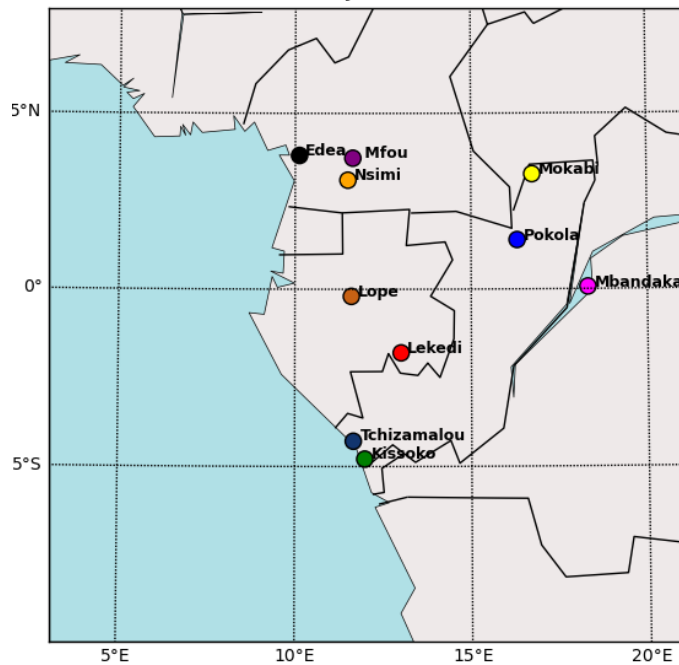 5°N
Edea
Mfou
Nsimi
Mokabi
Pokola
0°
Mbandaka
Lope
Lekedi
Tchizamalou
Kissoko
5°S
5°E
10°E
15°E
20°E